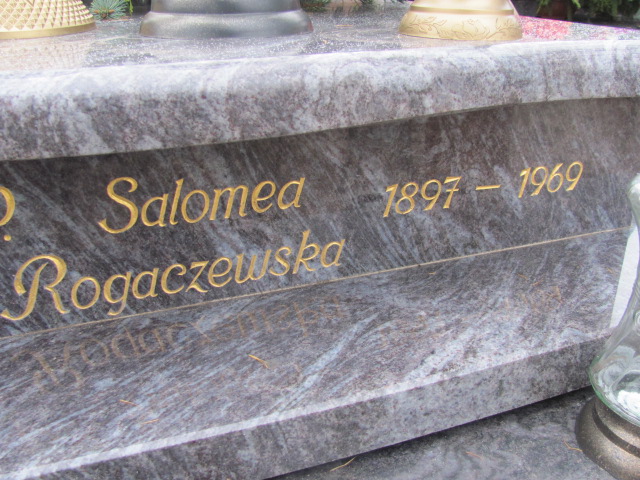 P. Salomea 1897 – 1969
Rogaczewska